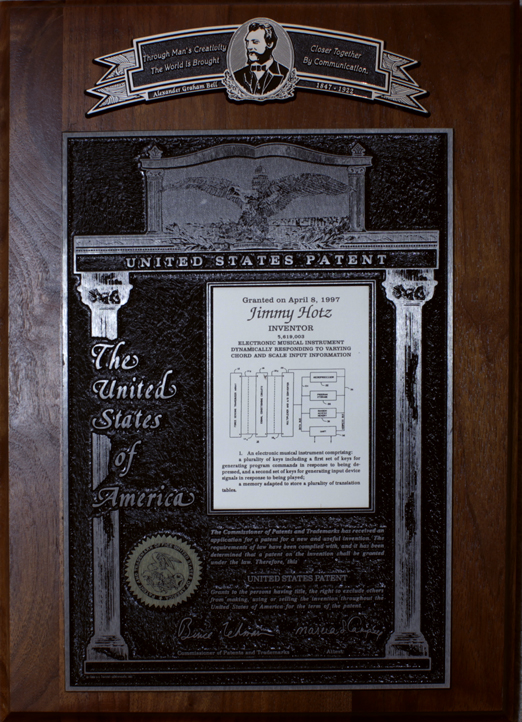 Through Man's Creativity
The World Is Brought
Closer Together
By Communication.
Alexander Graham Bell
1847 - 1922
UNITED STATES PATENT
The
United
States
of
America
Granted on April 8, 1997
Jimmy Hotz
INVENTOR
5,619,003
ELECTRONIC MUSICAL INSTRUMENT
DYNAMICALLY RESPONDING TO VARYING
CHORD AND SCALE INPUT INFORMATION
1. An electronic musical instrument comprising:
a plurality of keys including a first set of keys for
generating program commands in response to being de-
pressed, and a second set of keys for generating input device
signals in response to being played;
a memory adapted to store a plurality of translation
tables.
The Commissioner of Patents and Trademarks has received an
application for a patent for a new and useful invention. The
requirements of law have been complied with, and it has been
determined that a patent on the invention shall be granted
under the law. Therefore, this
UNITED STATES PATENT
Grants to the persons having title, the right to exclude others
from making, using or selling the invention throughout the
United States of America for the term of the patent.
Bruce Lehman
Commissioner of Patents and Trademarks
Attest